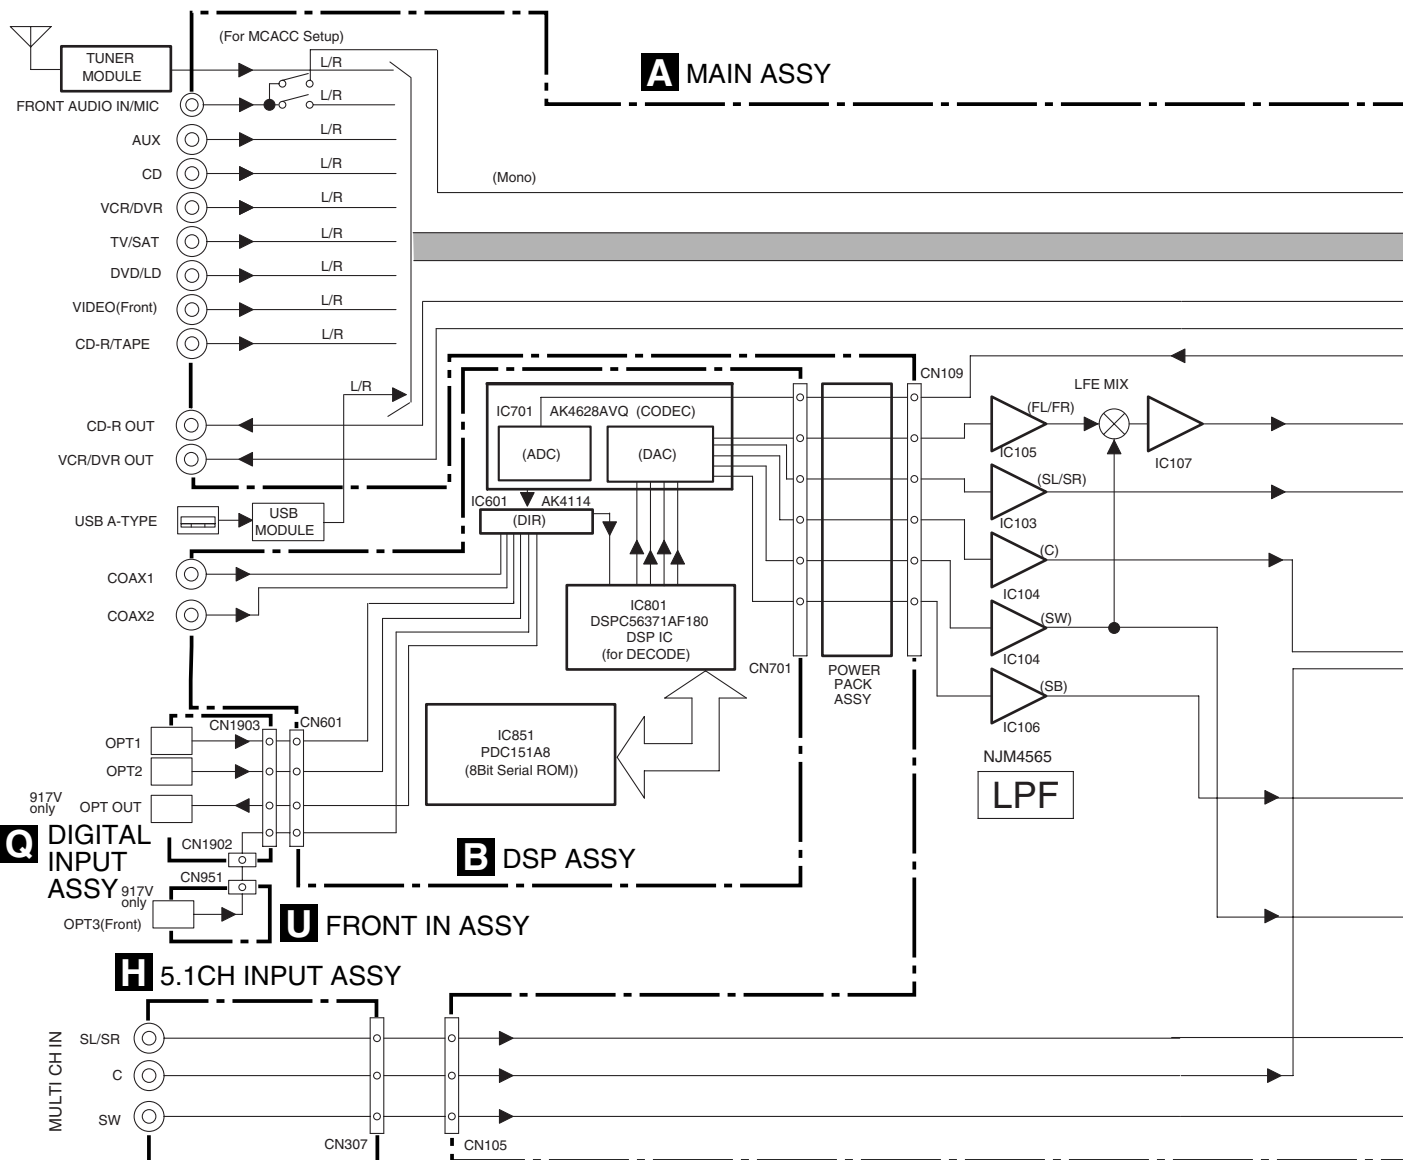 (For MCACC Setup)
TUNER
MODULE
L/R
A MAIN ASSY
FRONT AUDIO IN/MIC
L/R
AUX
L/R
CD
L/R
(Mono)
VCR/DVR
L/R
TV/SAT
L/R
DVD/LD
L/R
VIDEO(Front)
L/R
CD-R/TAPE
L/R
L/R
CD-R OUT
VCR/DVR OUT
USB A-TYPE
USB
MODULE
COAX1
COAX2
IC701 AK4628AVQ (CODEC)
(ADC)
(DAC)
IC601 AK4114
(DIR)
IC801
DSPC56371AF180
DSP IC
(for DECODE)
CN701
POWER
PACK
ASSY
CN109
LFE MIX
(FL/FR)
IC105
IC107
(SL/SR)
IC103
(C)
IC104
(SW)
IC104
(SB)
IC106
NJM4565
LPF
IC851
PDC151A8
(8Bit Serial ROM))
CN1903
CN601
OPT1
OPT2
917V
only
OPT OUT
Q DIGITAL
INPUT
ASSY
CN1902
CN951
917V
only
OPT3(Front)
B DSP ASSY
U FRONT IN ASSY
H 5.1CH INPUT ASSY
MULTI CH IN
SL/SR
C
SW
CN307
CN105